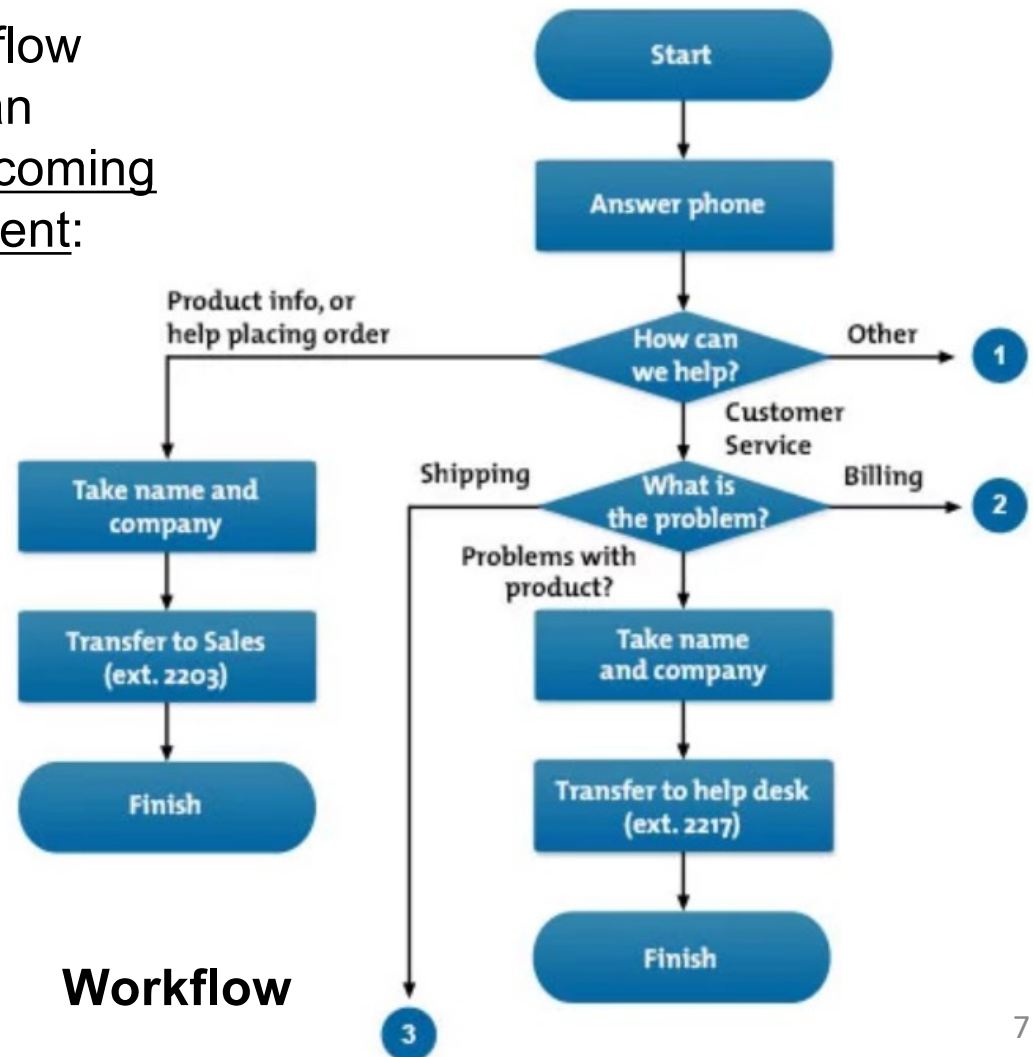 flow
an
coming
ent:
Start
Answer phone
How can
we help?
Product info, or
help placing order
Other
1
Customer
Service
Take name and
company
Transfer to Sales
(ext. 2203)
Finish
What is
the problem?
Shipping
Billing
2
Problems with
product?
Take name
and company
Transfer to help desk
(ext. 2217)
Finish
3
Workflow
7